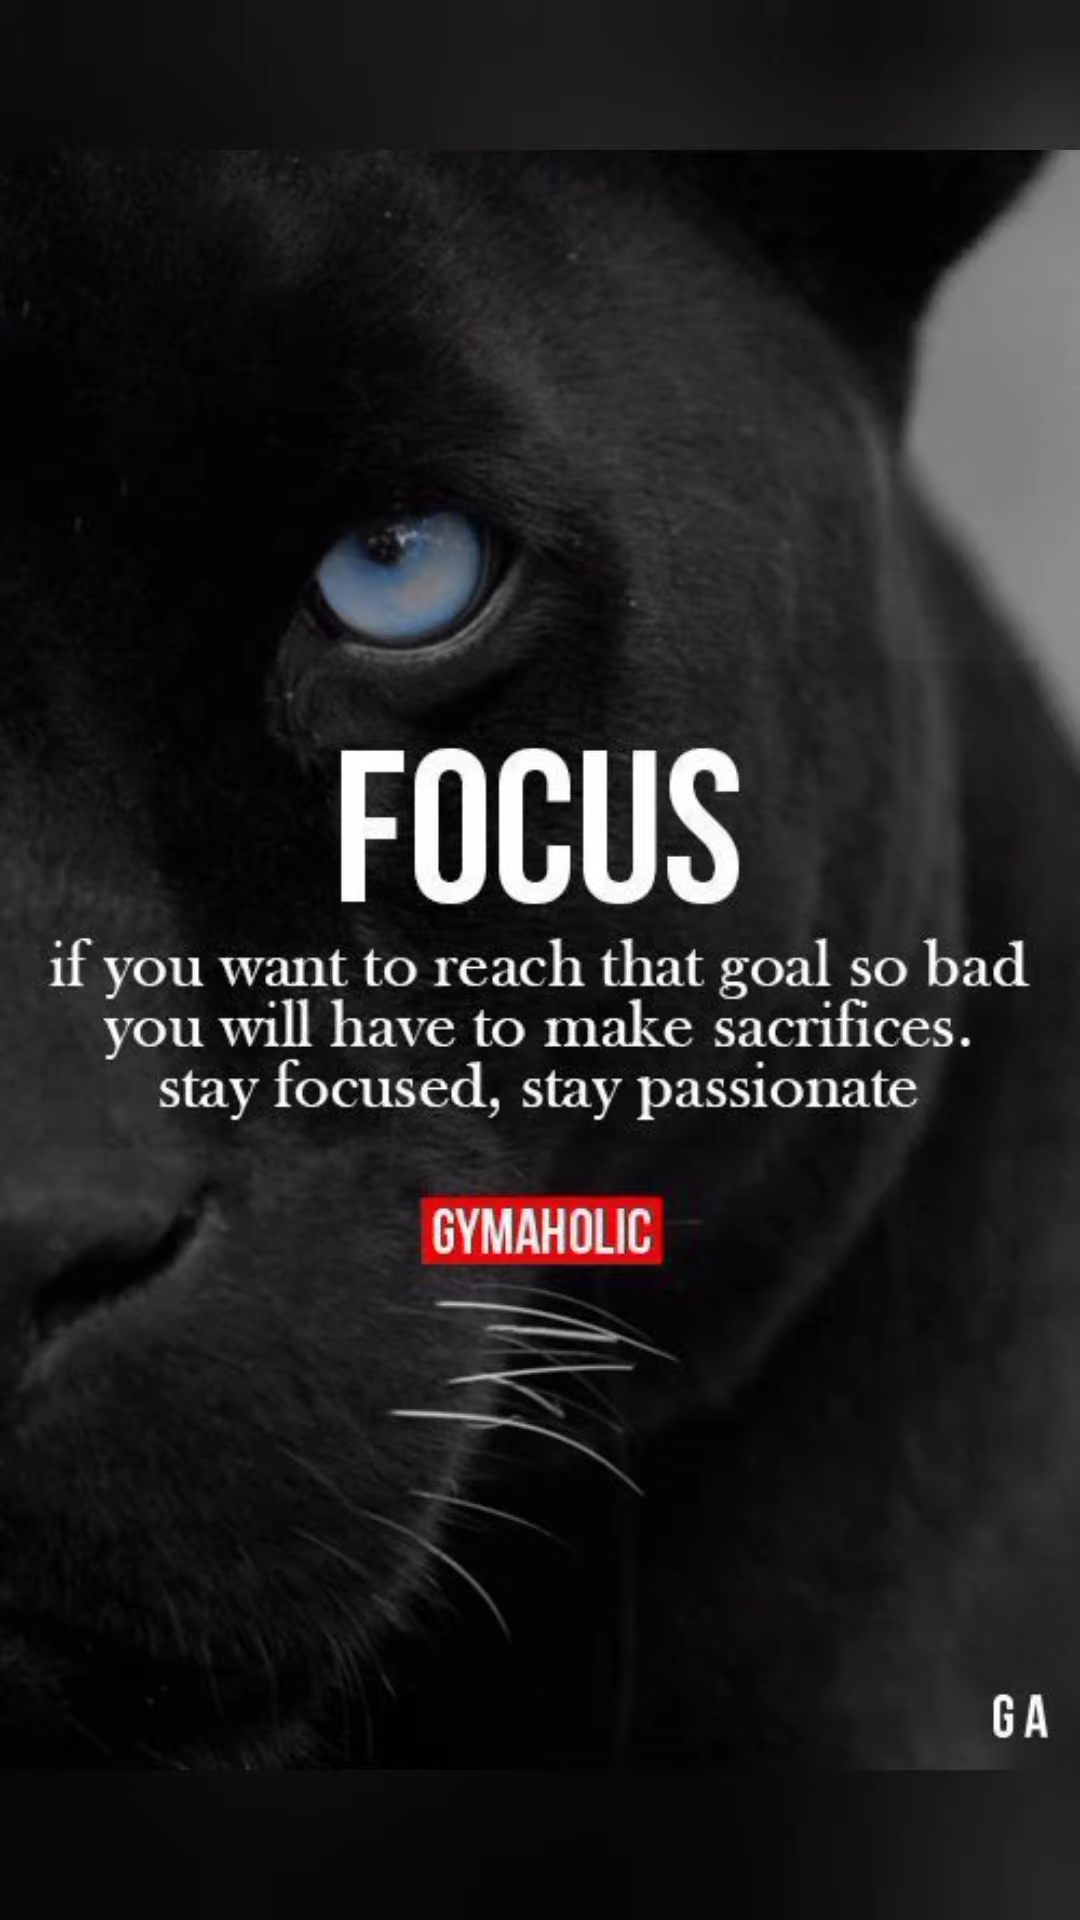 FOCUS
if you want to reach that goal so bad
you will have to make sacrifices.
stay focused, stay passionate
GYMAHOLIC
G A